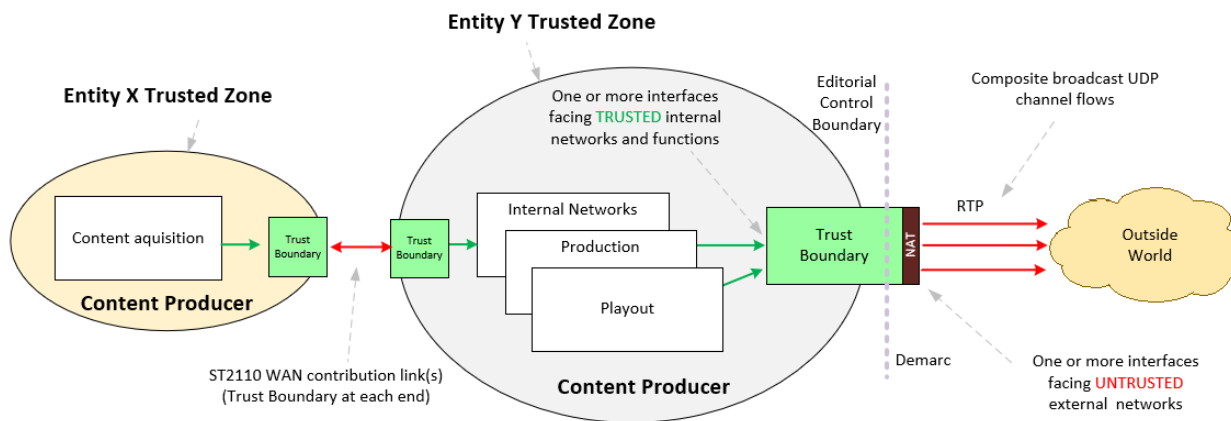 Entity Y Trusted Zone
Entity X Trusted Zone
One or more interfaces
facing TRUSTED internal
networks and functions
Editorial
Control
Boundary
Composite broadcast UDP
channel flows
Content aquisition
Trust
Boundary
Trust
Boundary
Internal Networks
Production
Playout
Trust
Boundary
NAT
RTP
Outside
World
Content Producer
ST2110 WAN contribution link(s)
(Trust Boundary at each end)
Content Producer
Demarc
One or more interfaces
facing UNTRUSTED
external networks